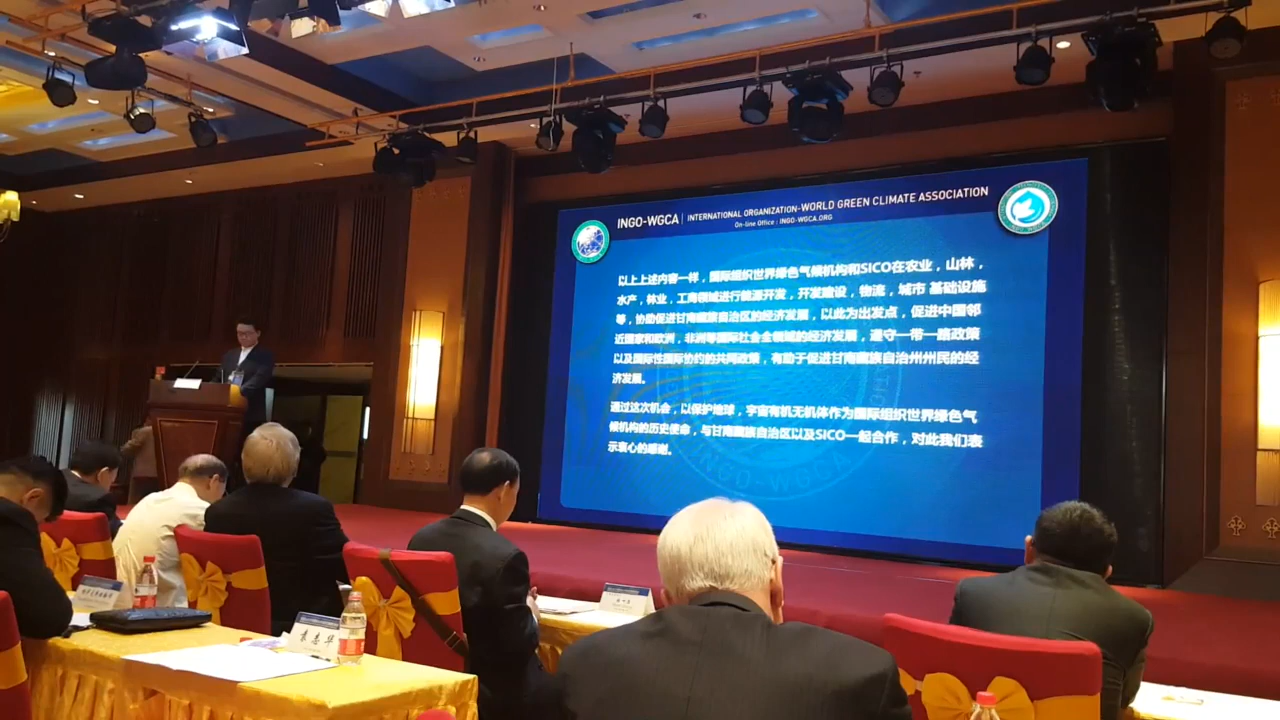 INGO-WGCA | INTERNATIONAL ORGANIZATION-WORLD GREEN CLIMATE ASSOCIATION
On-line Office : INGO-WGCA.ORG
以上上述内容一样，国际组织世界绿色气候机构和SICO在农业，山林，
水产，林业，工商领域进行能源开发，开发建设，物流，城市 基础设施
等，协助促进甘南藏族自治区的经济发展，以此为出发点，促进中国邻
近国家和欧洲，非洲等国际社会全领域的经济发展，遵守一带一路政策
以及国际性国际协约的共同政策，有助于促进甘南藏族自治州州民的经
济发展。
通过这次机会，以保护地球，宇宙有机无机体作为国际组织世界绿色气
候机构的历史使命，与甘南藏族自治区以及SICO一起合作，对此我们表
示衷心的感谢。
INGO-WGCA
袁志华